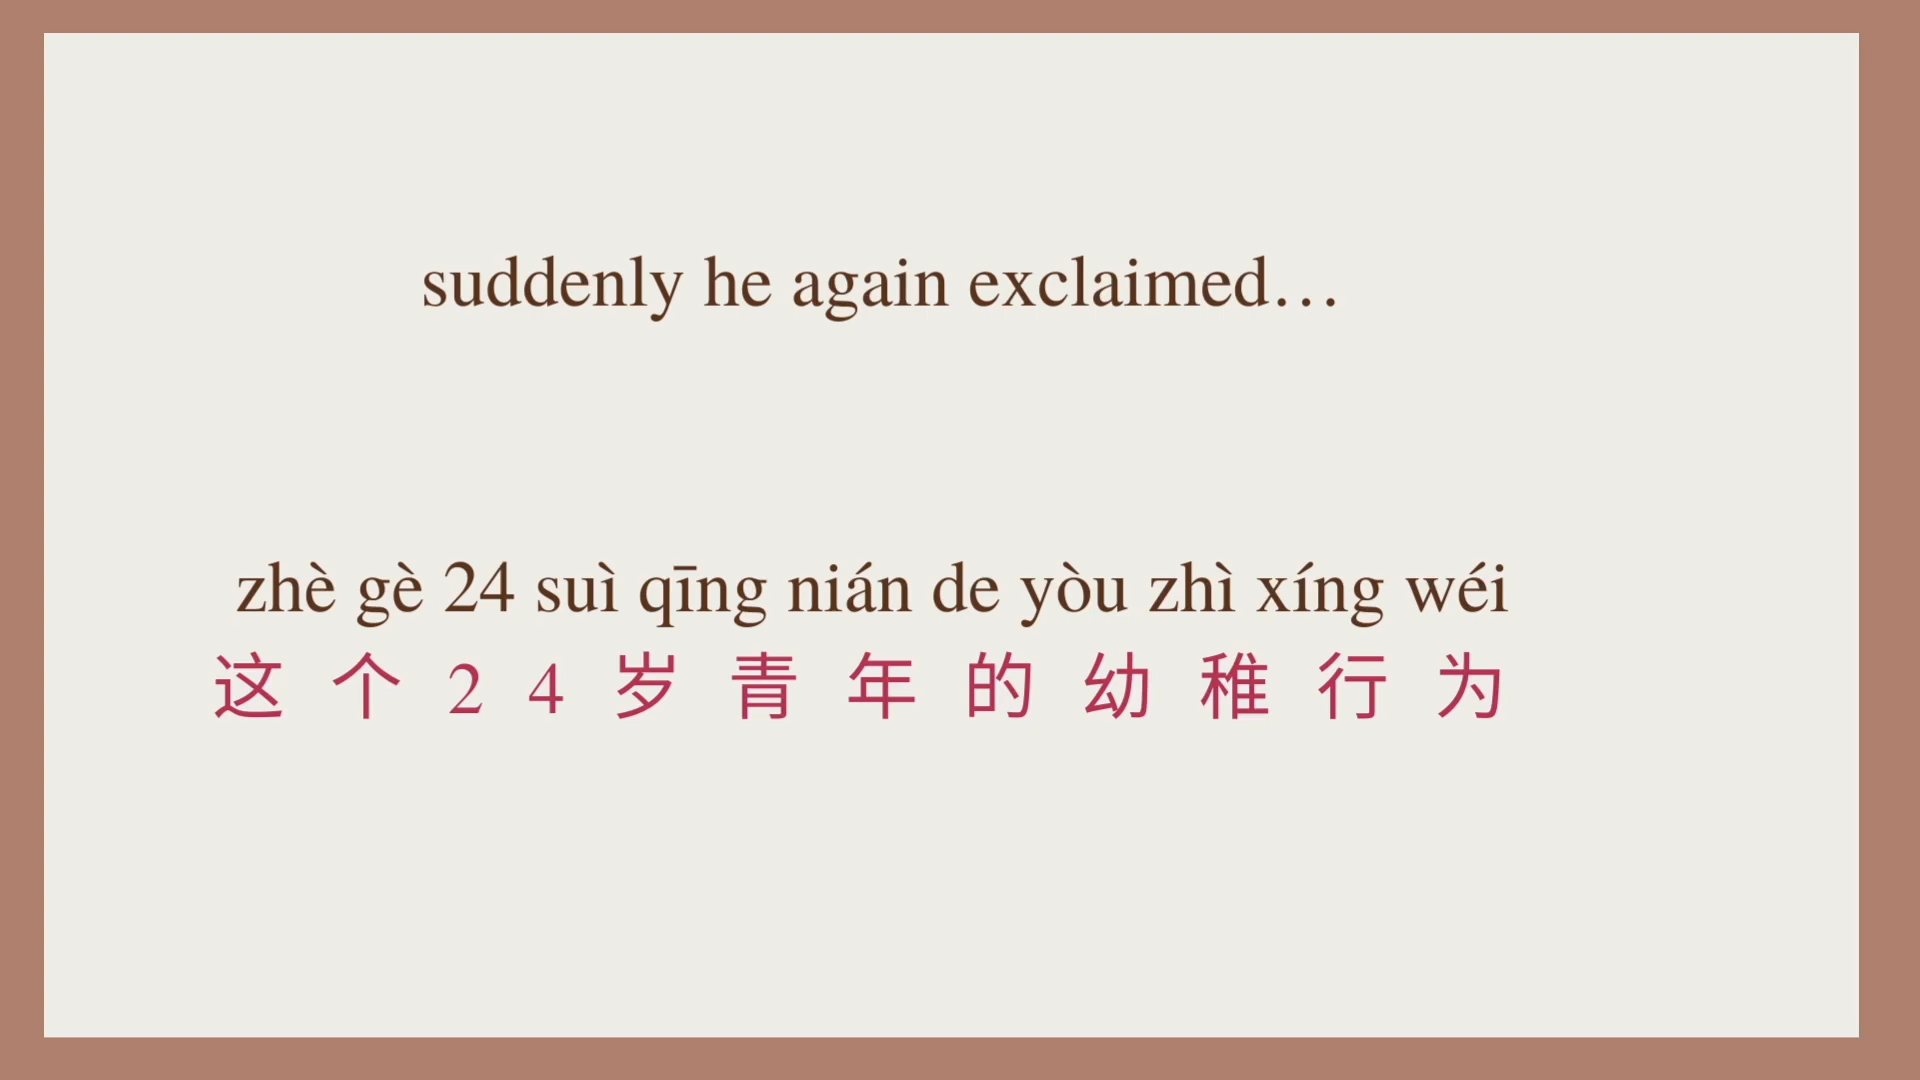 suddenly he again exclaimed…
zhè gè 24 suì qīng nián de yòu zhì xíng wéi
这 个 2 4 岁 青 年 的 幼 稚 行 为